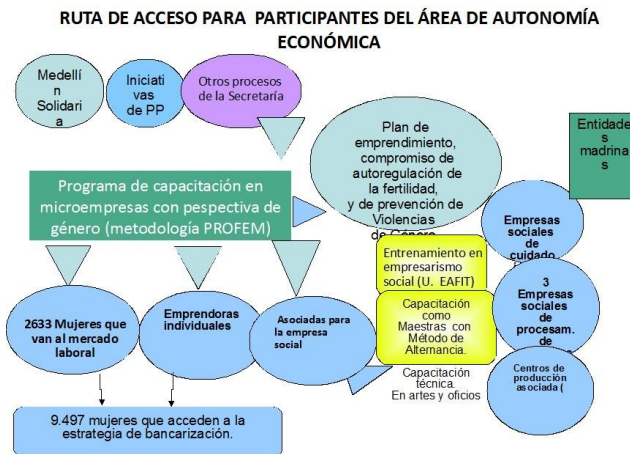 RUTA DE ACCESO PARA PARTICIPANTES DEL ÁREA DE AUTONOMÍA
ECONÓMICA
Medellí
n
Solidari
a
Iniciati
vas
de PP
Otros procesos
de la Secretaría
Plan de
emprendimiento,
compromiso de
autoregulación de
la fertilidad,
y de prevención de
Violencias
de Género
Entidade
s
madrina
s
Programa de capacitación en
microempresas con pespectiva de
género (metodología PROFEM)
Empresas
sociales
de
cuidado
Entrenamiento en
empresarismo
social (U. EAFIT)
Capacitación
como
Maestras con
Método de
Alternancia.
3
Empresas
sociales
de
procesam.
de
2633 Mujeres que
van al mercado
laboral
Emprendoras
individuales
Asociadas para
la empresa
social
Capacitación
técnica.
En artes y oficios
Centros de
producción
asociada (
9.497 mujeres que acceden a la
estrategia de bancarización.